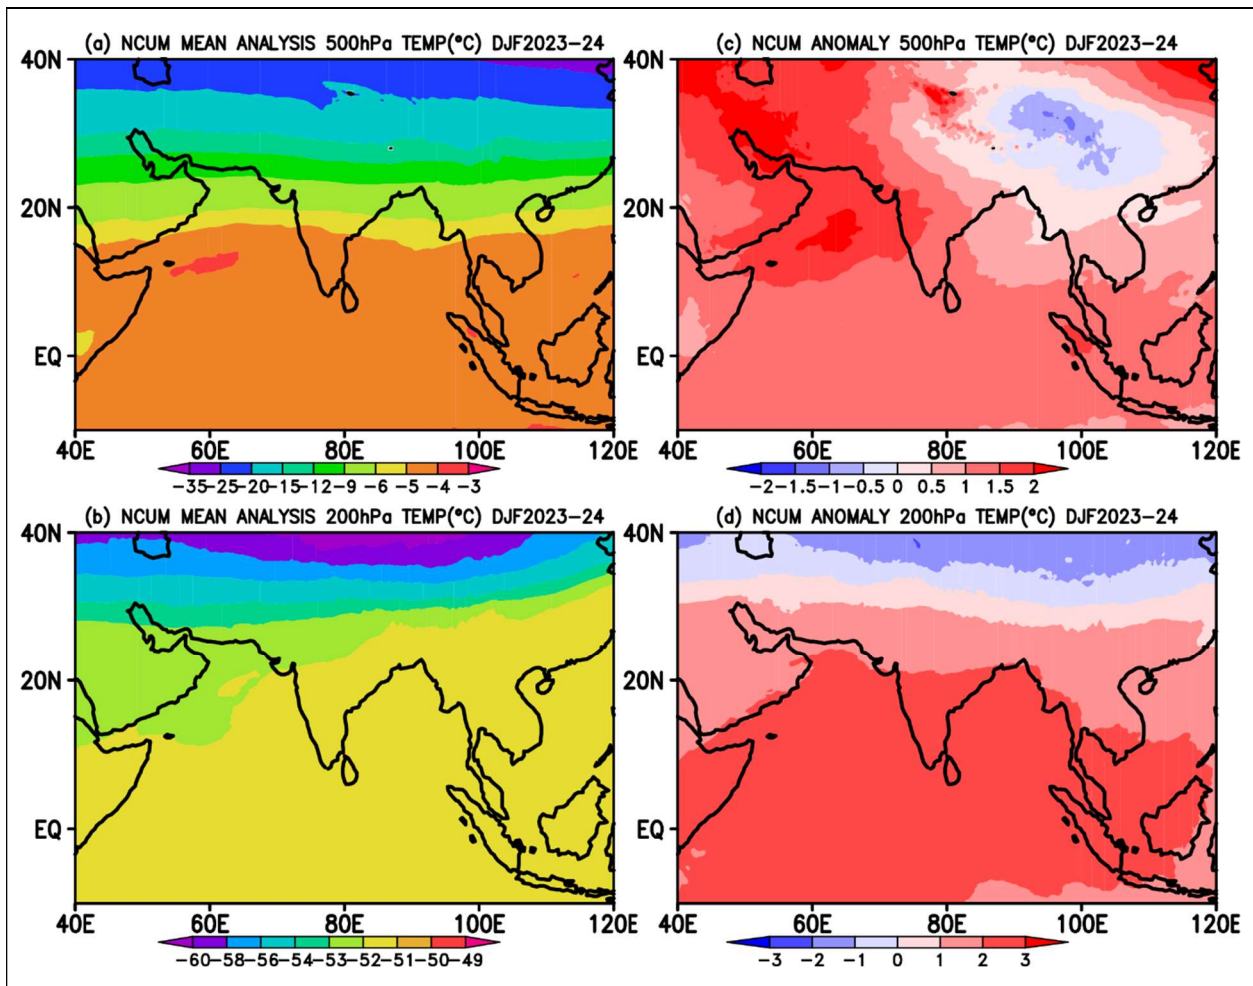 (a) NCUM MEAN ANALYSIS 500hPa TEMP(°C) DJF2023-24
40N
20N
EQ
40E 60E 80E 100E 120E
-35 -25 -20 -15 -12 -9 -6 -5 -4 -3
(c) NCUM ANOMALY 500hPa TEMP(°C) DJF2023-24
40N
20N
EQ
40E 60E 80E 100E 120E
-2 -1.5 -1 -0.5 0 0.5 1 1.5 2
(b) NCUM MEAN ANALYSIS 200hPa TEMP(°C) DJF2023-24
40N
20N
EQ
40E 60E 80E 100E 120E
-60 -58 -56 -54 -53 -52 -51 -50 -49
(d) NCUM ANOMALY 200hPa TEMP(°C) DJF2023-24
40N
20N
EQ
40E 60E 80E 100E 120E
-3 -2 -1 0 1 2 3